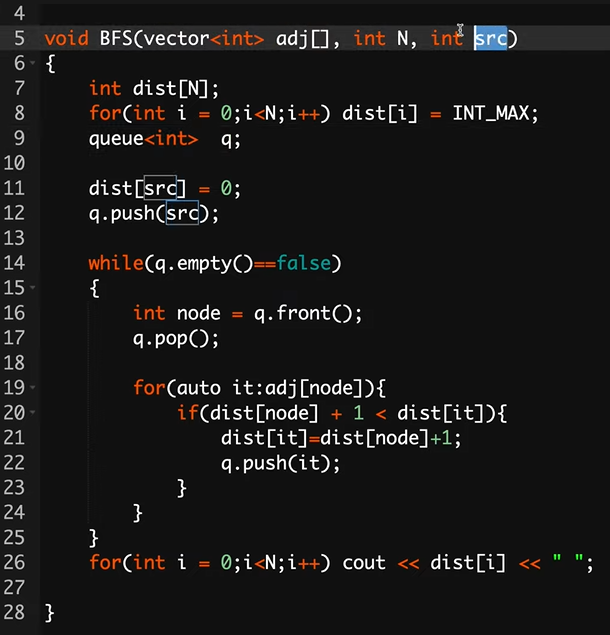 4
5 void BFS(vector<int> adj[], int N, int src)
6 {
7     int dist[N];
8     for(int i = 0;i<N;i++) dist[i] = INT_MAX;
9     queue<int>  q;
10
11     dist[src] = 0;
12     q.push(src);
13
14     while(q.empty()==false)
15     {
16         int node = q.front();
17         q.pop();
18
19         for(auto it:adj[node]){
20             if(dist[node] + 1 < dist[it]){
21                 dist[it]=dist[node]+1;
22                 q.push(it);
23             }
24         }
25     }
26     for(int i = 0;i<N;i++) cout << dist[i] << " ";
27
28 }